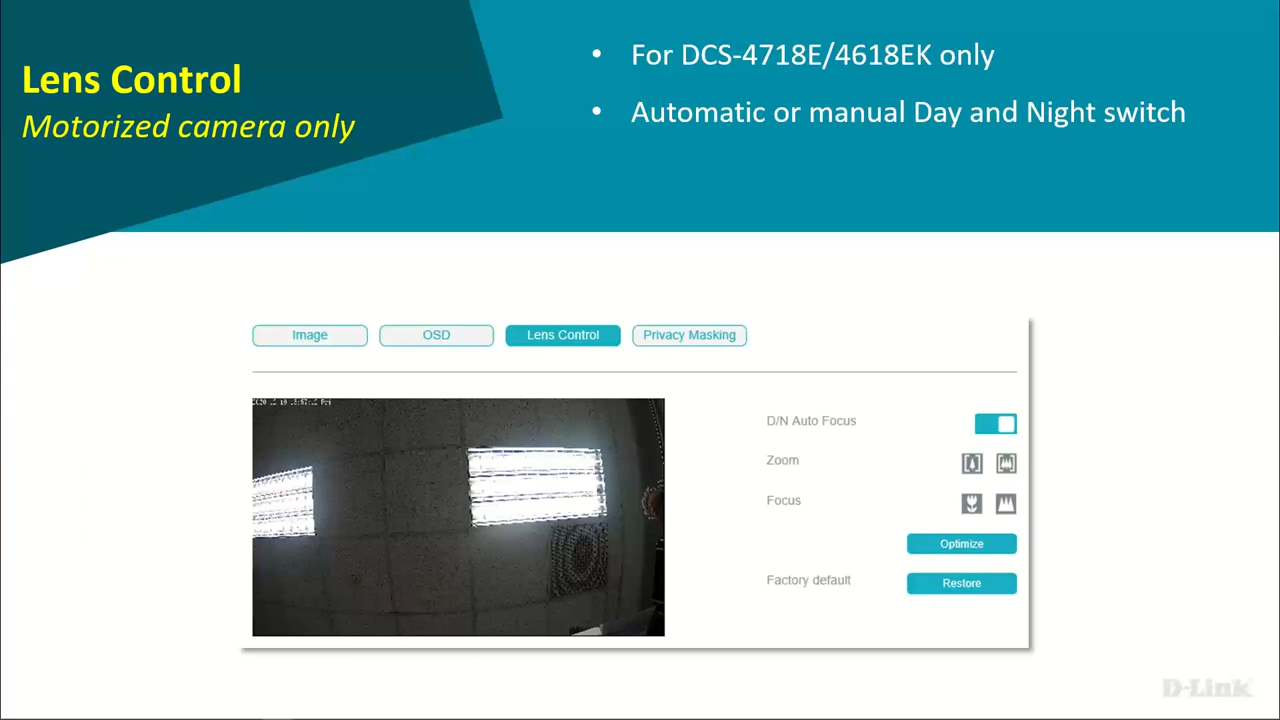 Lens Control
Motorized camera only
• For DCS-4718E/4618EK only
• Automatic or manual Day and Night switch
Image
OSD
Lens Control
Privacy Masking
D/N Auto Focus
Zoom
Focus
Optimize
Factory default
Restore
D-Link